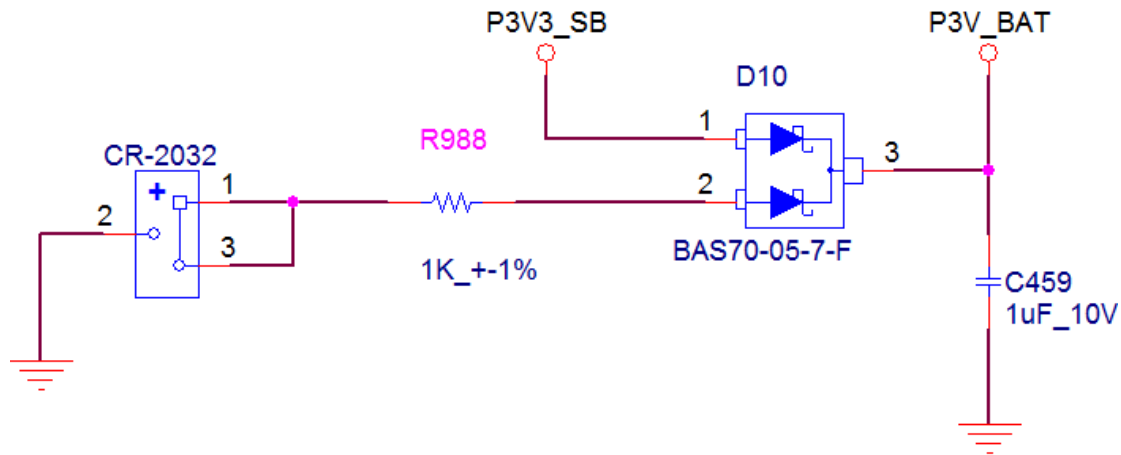 P3V3_SB
P3V_BAT
D10
1
R988
CR-2032
3
+
1
2
2
3
BAS70-05-7-F
1K_+-1%
C459
1uF_10V